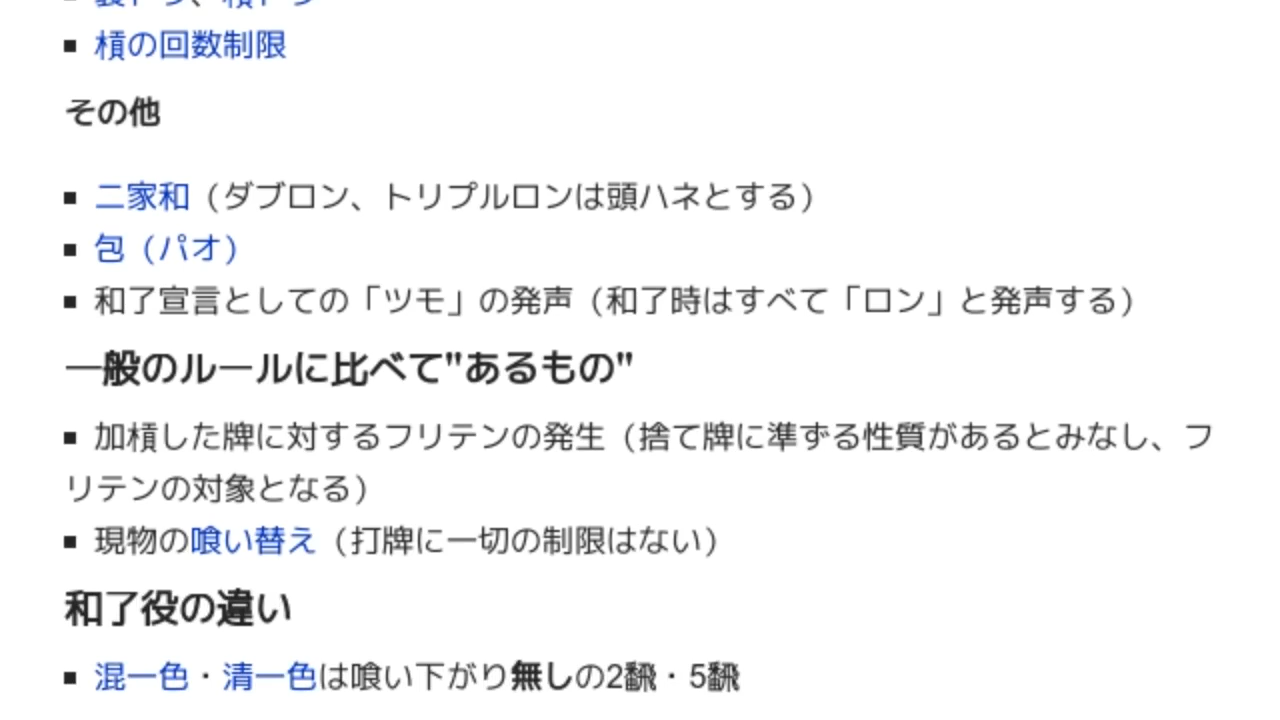 ■ 槓の回数制限
その他
■ 二家和（ダブロン、トリプルロンは頭ハネとする）
■ 包（パオ）
■ 和了宣言としての「ツモ」の発声（和了時はすべて「ロン」と発声する）
一般のルールに比べて"あるもの"
■ 加槓した牌に対するフリテンの発生（捨て牌に準ずる性質があるとみなし、フ
リテンの対象となる）
■ 現物の喰い替え（打牌に一切の制限はない）
和了役の違い
■ 混一色・清一色は喰い下がり無しの2飜・5飜